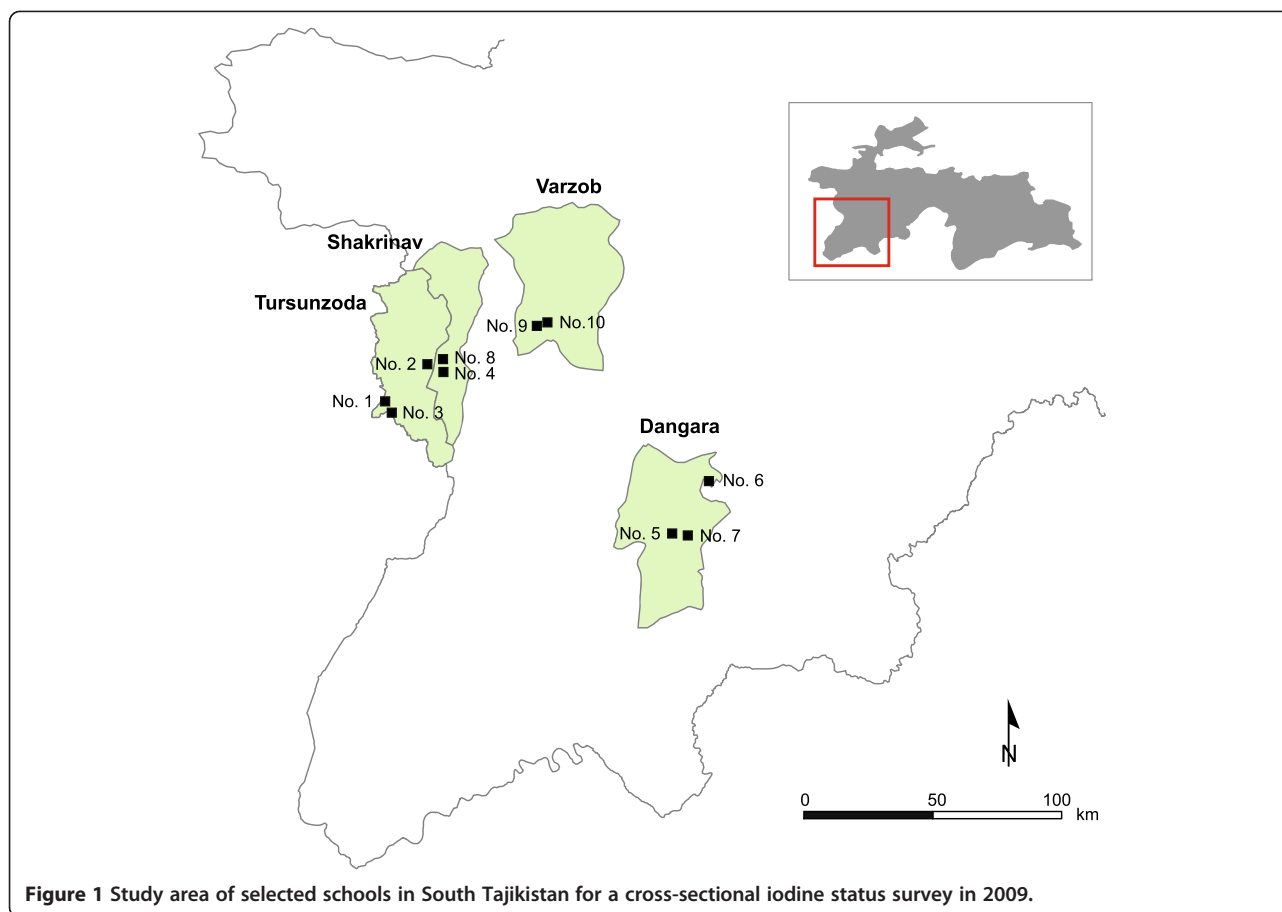 Varzob
Shakrinav
Tursunzoda
No. 9
No.10
No. 8
No. 2
No. 4
No. 1
No. 3
Dangara
No. 6
No. 5
No. 7
N
0 50 100
km
Figure 1 Study area of selected schools in South Tajikistan for a cross-sectional iodine status survey in 2009.